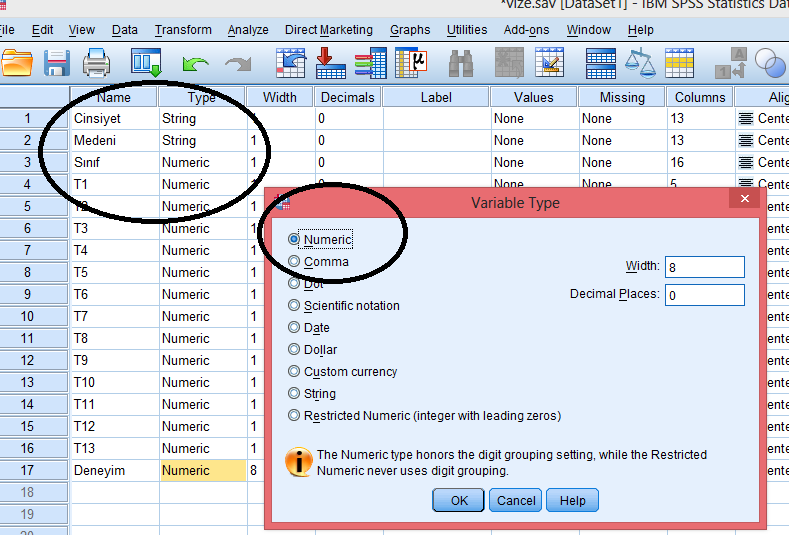 *vize.sav [DataSet1] - IBM SPSS Statistics Dat
File Edit View Data Transform Analyze Direct Marketing Graphs Utilities Add-ons Window Help
Name Type Width Decimals Label Values Missing Columns Alig
1 Cinsiyet String 0 None None 13 Cente
2 Medeni String 1 0 None None 13 Cente
3 Sınıf Numeric 1 0 None None 16 Cente
4 T1 Numeric 1 0 None None 5 Cente
5 T2 Numeric 1 ente
6 T3 Numeric 1 ente
7 T4 Numeric 1 ente
8 T5 Numeric 1 ente
9 T6 Numeric 1 ente
10 T7 Numeric 1 ente
11 T8 Numeric 1 ente
12 T9 Numeric 1 ente
13 T10 Numeric 1 ente
14 T11 Numeric 1 ente
15 T12 Numeric 1 ente
16 T13 Numeric 1 ente
17 Deneyim Numeric 8 ente
18
19
20
Variable Type
Numeric
Comma
Dot
Scientific notation
Date
Dollar
Custom currency
String
Restricted Numeric (integer with leading zeros)
Width: 8
Decimal Places: 0
The Numeric type honors the digit grouping setting, while the Restricted
Numeric never uses digit grouping.
OK Cancel Help